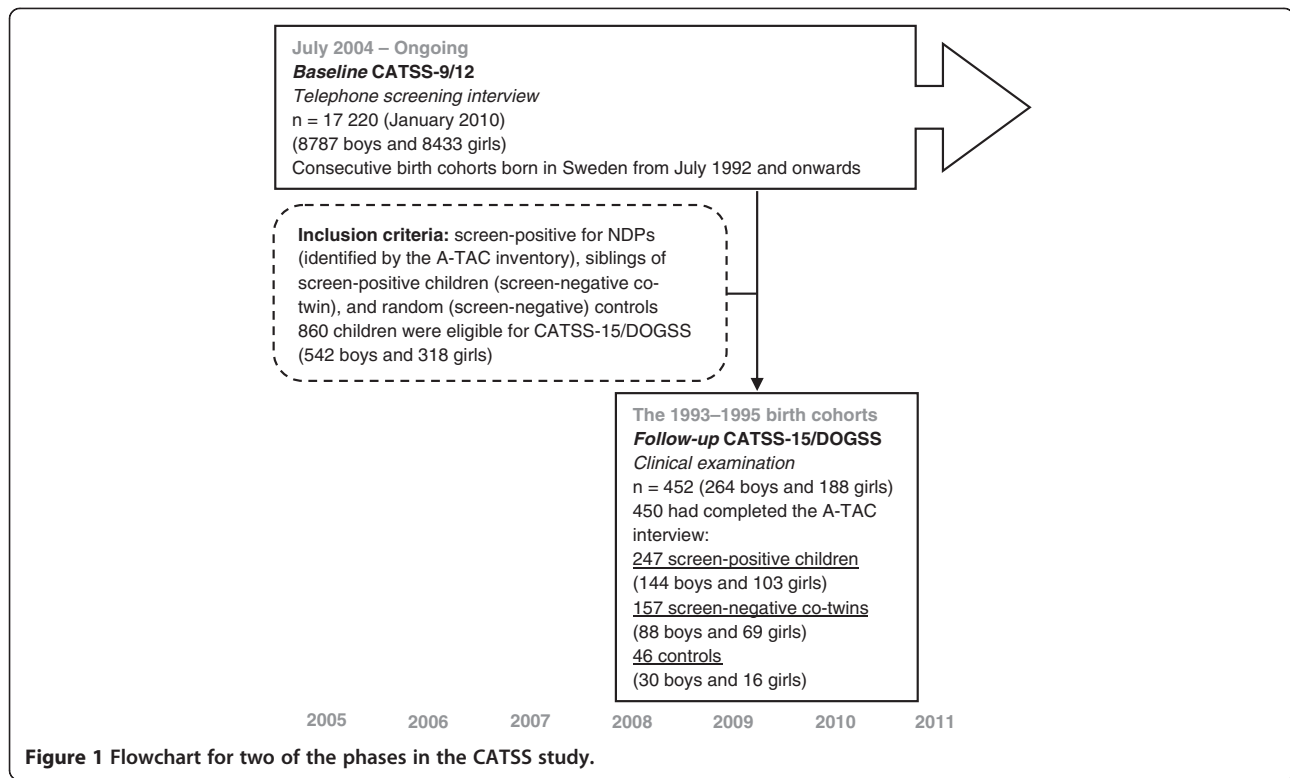 July 2004 – Ongoing
Baseline CATSS-9/12
Telephone screening interview
n = 17 220 (January 2010)
(8787 boys and 8433 girls)
Consecutive birth cohorts born in Sweden from July 1992 and onwards
Inclusion criteria: screen-positive for NDPs
(identified by the A-TAC inventory), siblings of
screen-positive children (screen-negative co-
twin), and random (screen-negative) controls
860 children were eligible for CATSS-15/DOGSS
(542 boys and 318 girls)
The 1993–1995 birth cohorts
Follow-up CATSS-15/DOGSS
Clinical examination
n = 452 (264 boys and 188 girls)
450 had completed the A-TAC
interview:
247 screen-positive children
(144 boys and 103 girls)
157 screen-negative co-twins
(88 boys and 69 girls)
46 controls
(30 boys and 16 girls)
2005 2006 2007 2008 2009 2010 2011
Figure 1 Flowchart for two of the phases in the CATSS study.